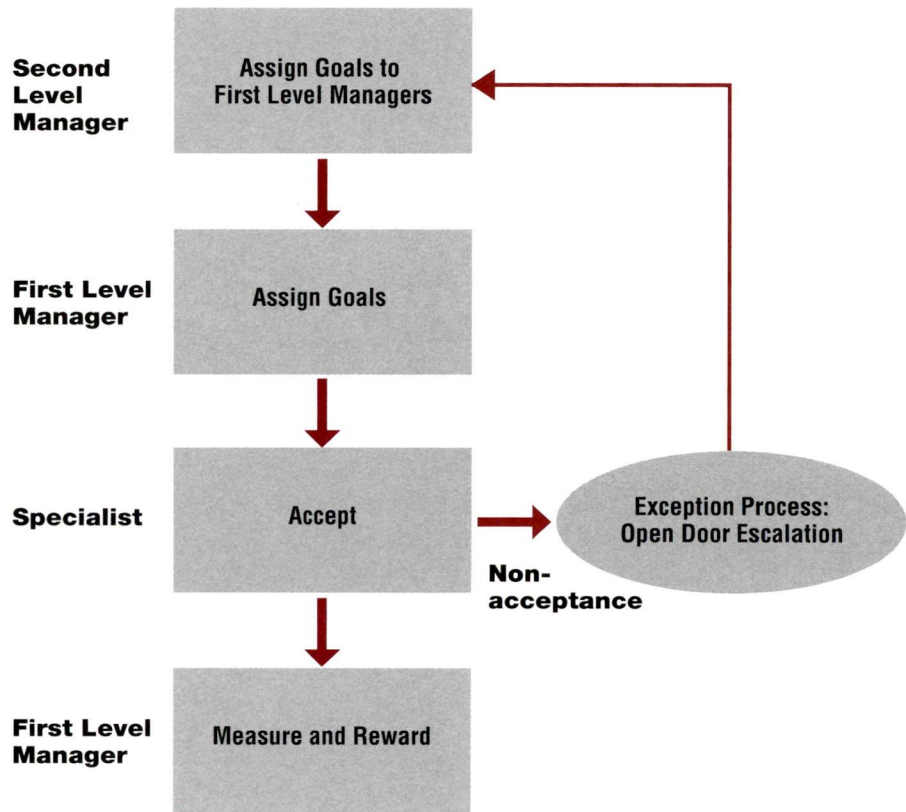 Second
Level
Manager
Assign Goals to
First Level Managers
First Level
Manager
Assign Goals
Specialist
Accept
Non-
acceptance
Exception Process:
Open Door Escalation
First Level
Manager
Measure and Reward